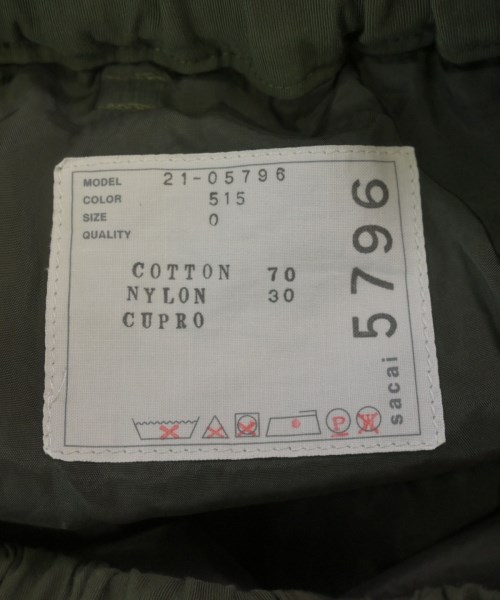 MODEL 21-05796
COLOR 515
SIZE 0
QUALITY
COTTON 70
NYLON 30
CUPRO
P W
sacai 5796